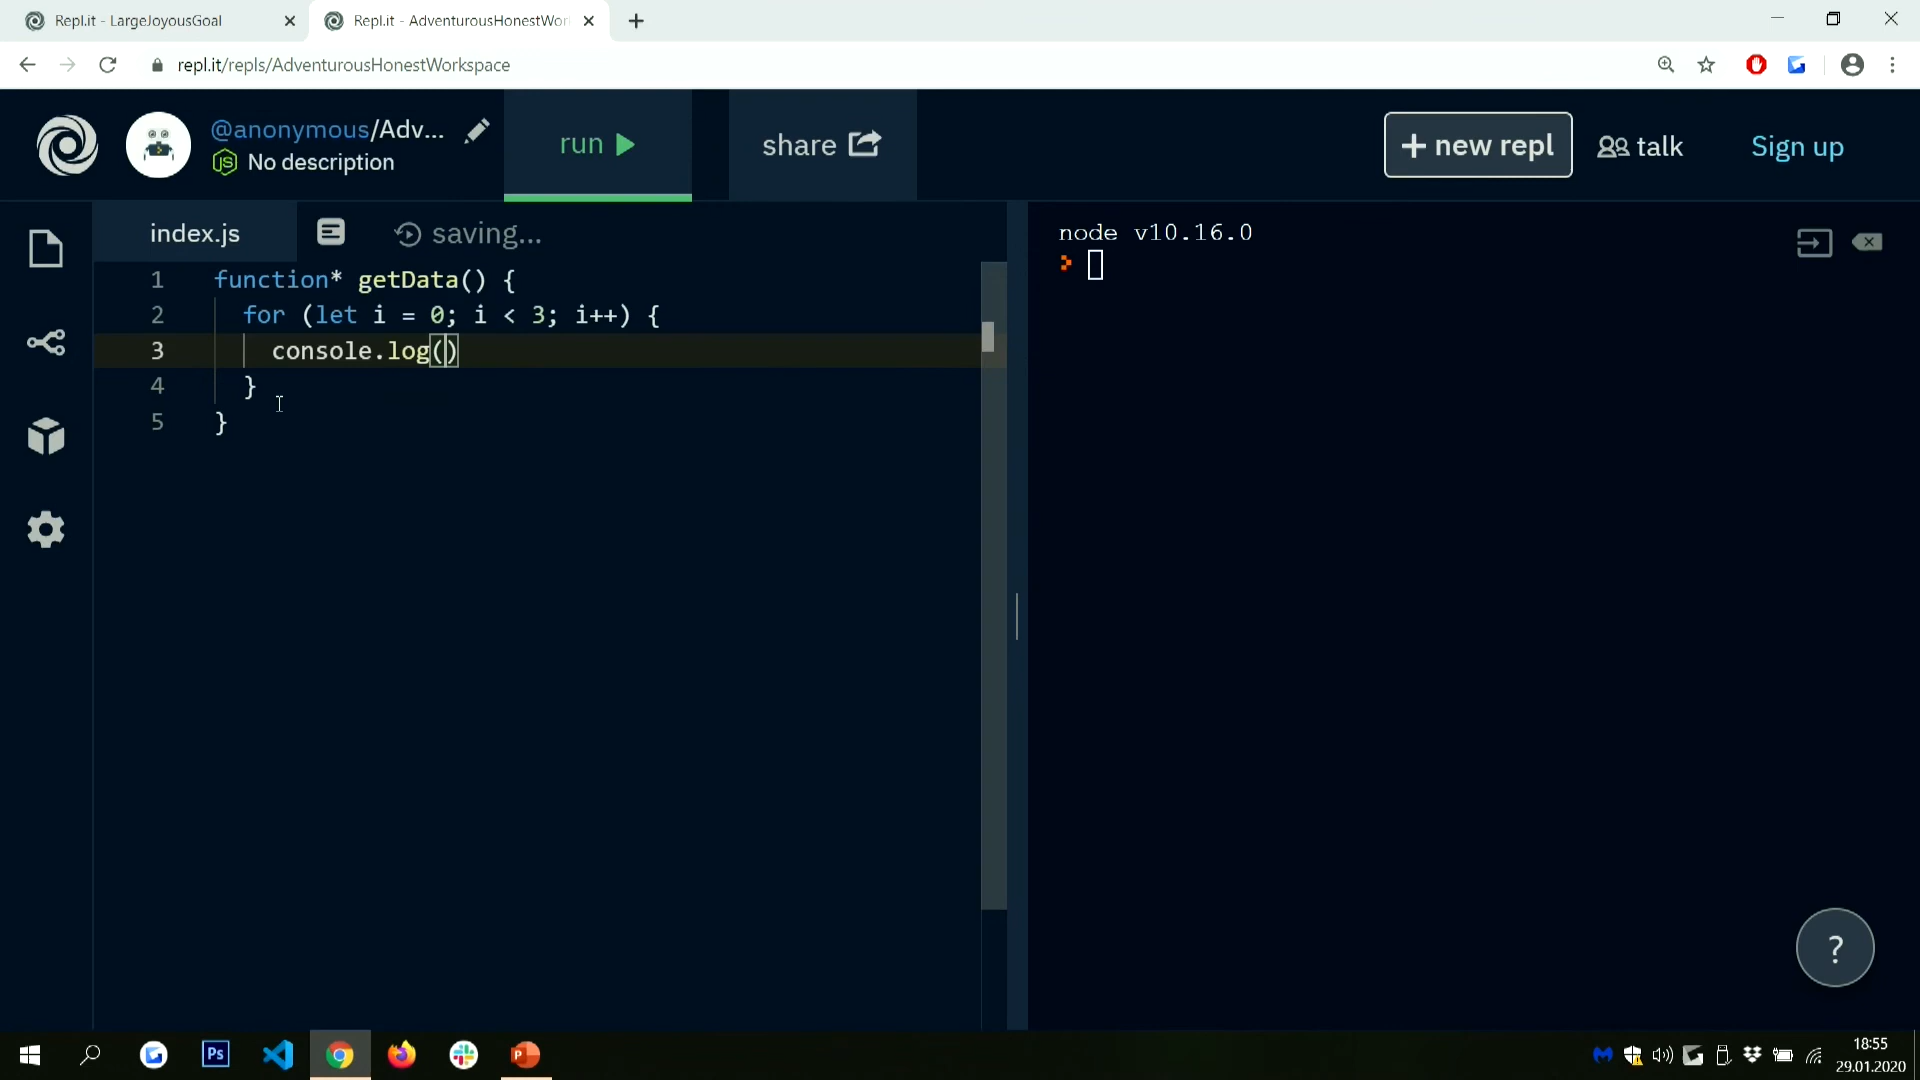 Repl.it - LargeJoyousGoal
Repl.it - AdventurousHonestWor
repl.it/repls/AdventurousHonestWorkspace
@anonymous/Adv...
No description
run
share
+ new repl
talk
Sign up
index.js
saving...
1 function* getData() {
2 for (let i = 0; i < 3; i++) {
3 console.log()
4 }
5 }
node v10.16.0
>
?
Ps
P
18:55
29.01.2020